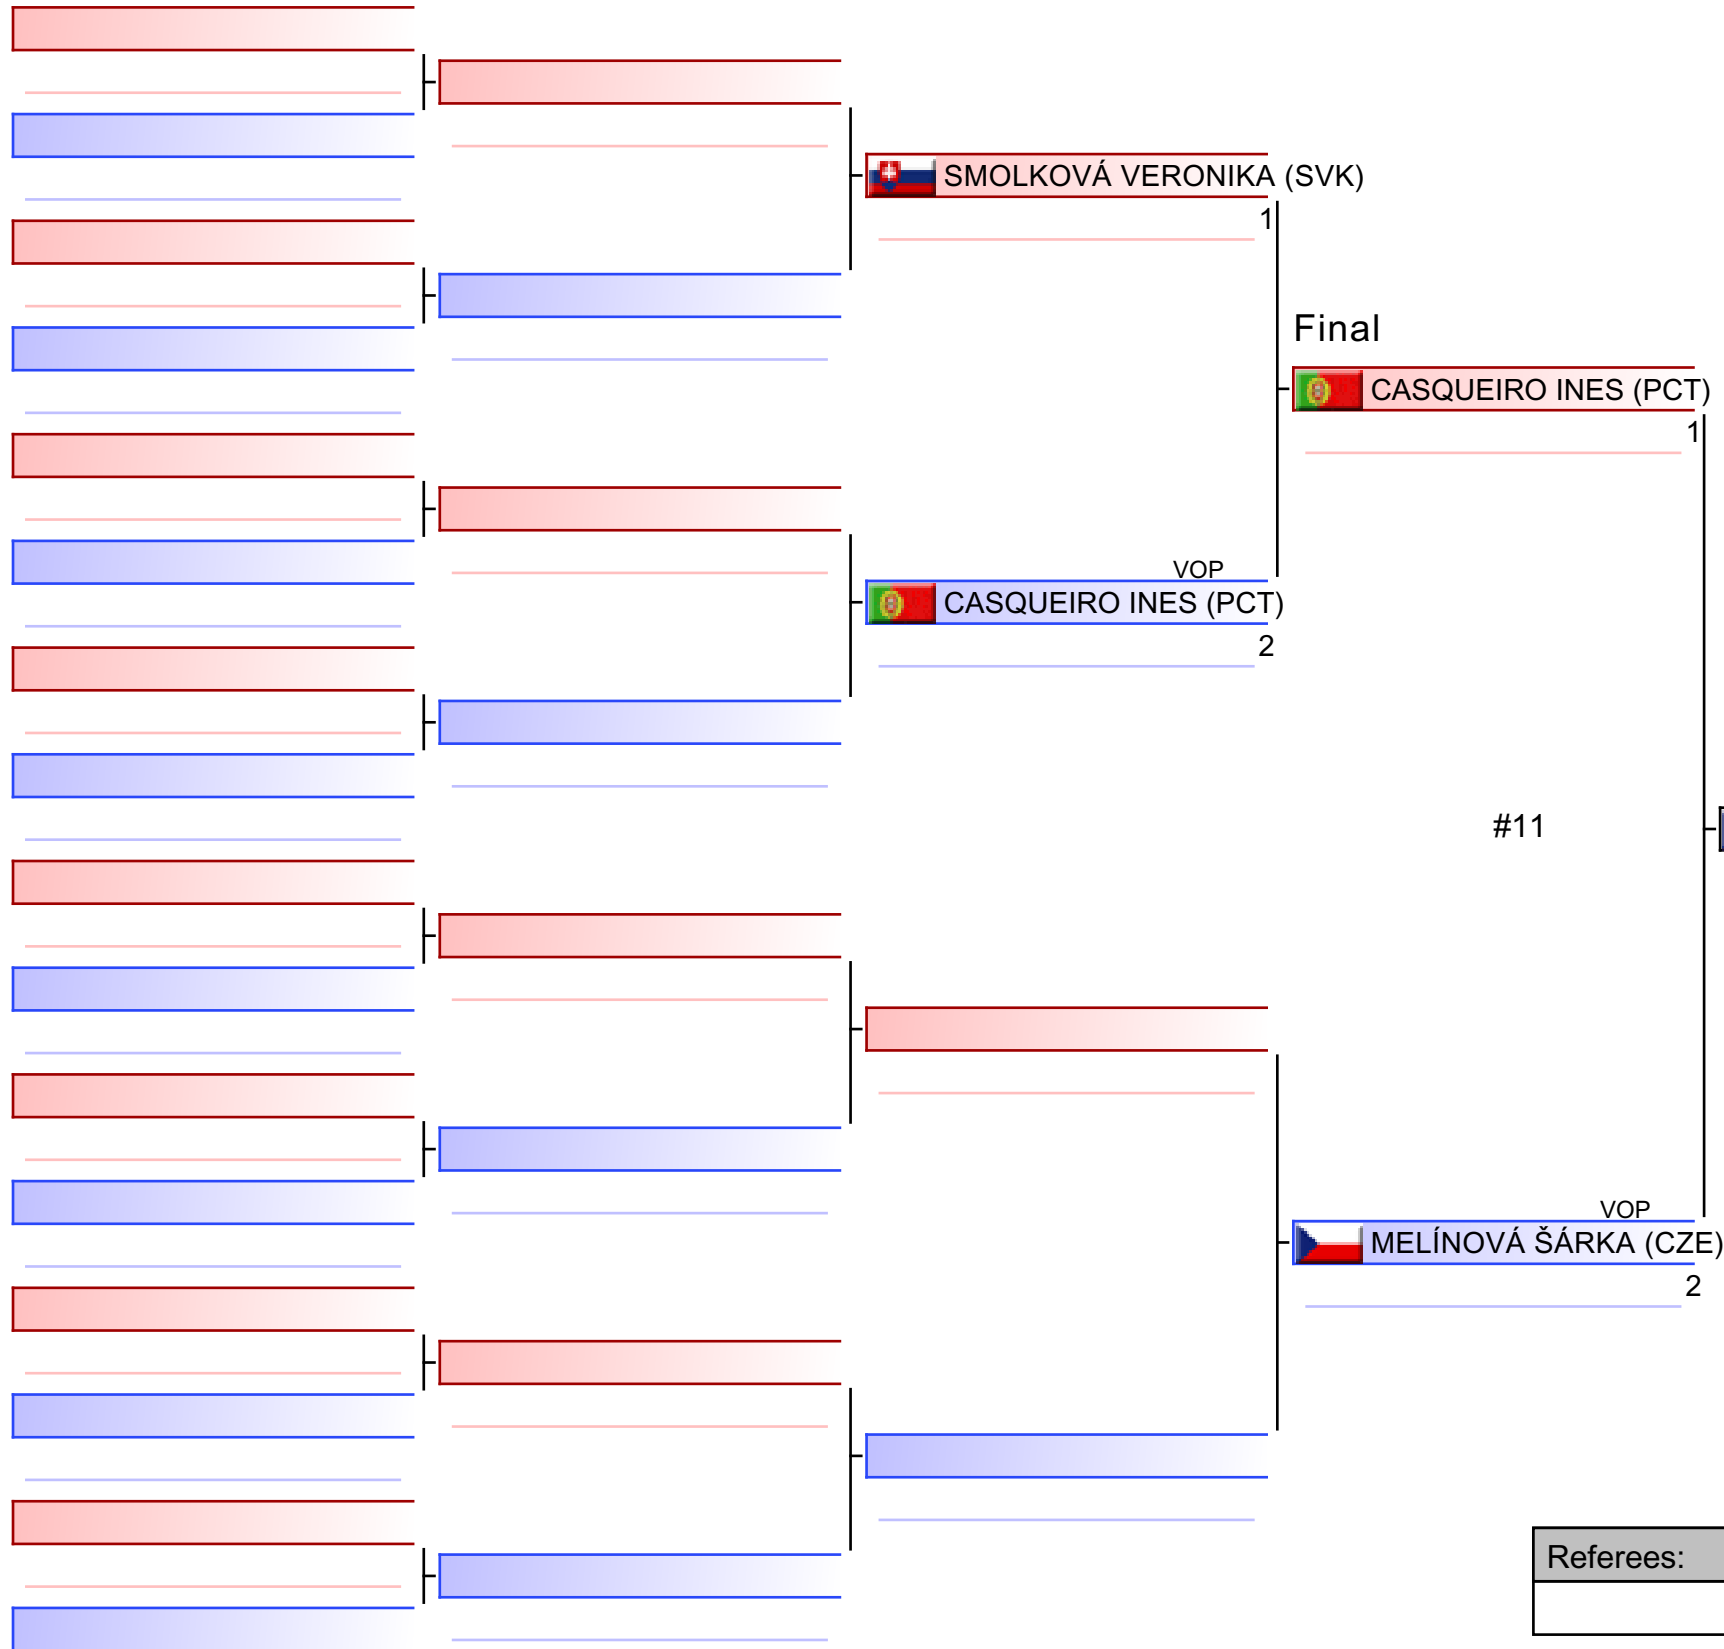 SMOLKOVÁ VERONIKA (SVK)
1
Final
CASQUEIRO INES (PCT)
1
VOP
CASQUEIRO INES (PCT)
2
#11
VOP
MELÍNOVÁ ŠÁRKA (CZE)
2
Referees: